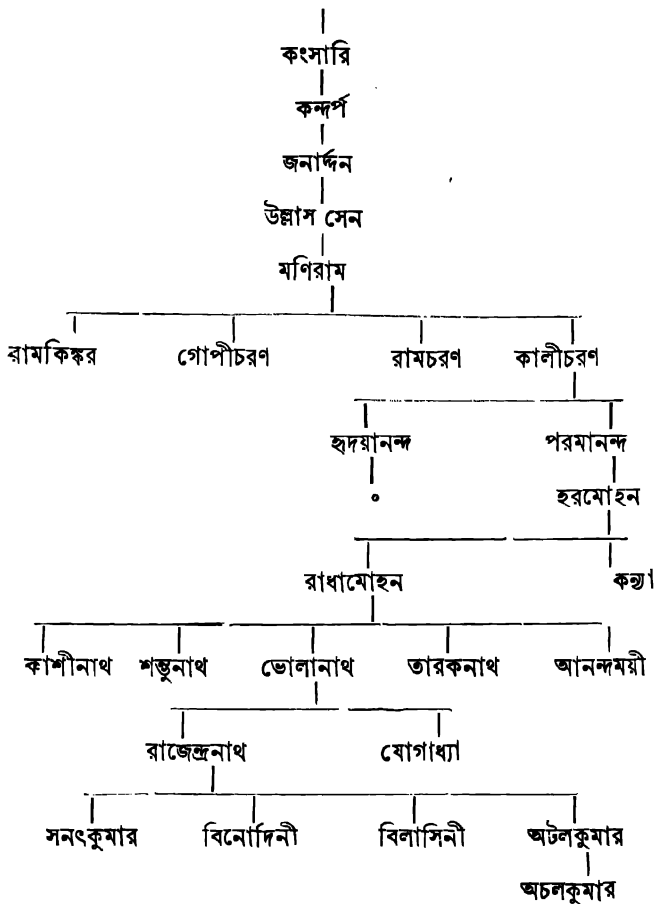 কংসারি
কন্দর্প
জনার্দ্দন
উল্লাস সেন
মণিরাম
রামকিঙ্কর গোপীচরণ রামচরণ কালীচরণ
হৃদয়ানন্দ পরমানন্দ
০ হরমোহন
রাধামোহন কন্যা
কাশীনাথ শম্ভুনাথ ভোলানাথ তারকনাথ আনন্দময়ী
রাজেন্দ্রনাথ যোগাধ্যা
সনৎকুমার বিনোদিনী বিলাসিনী অটলকুমার
অচলকুমার